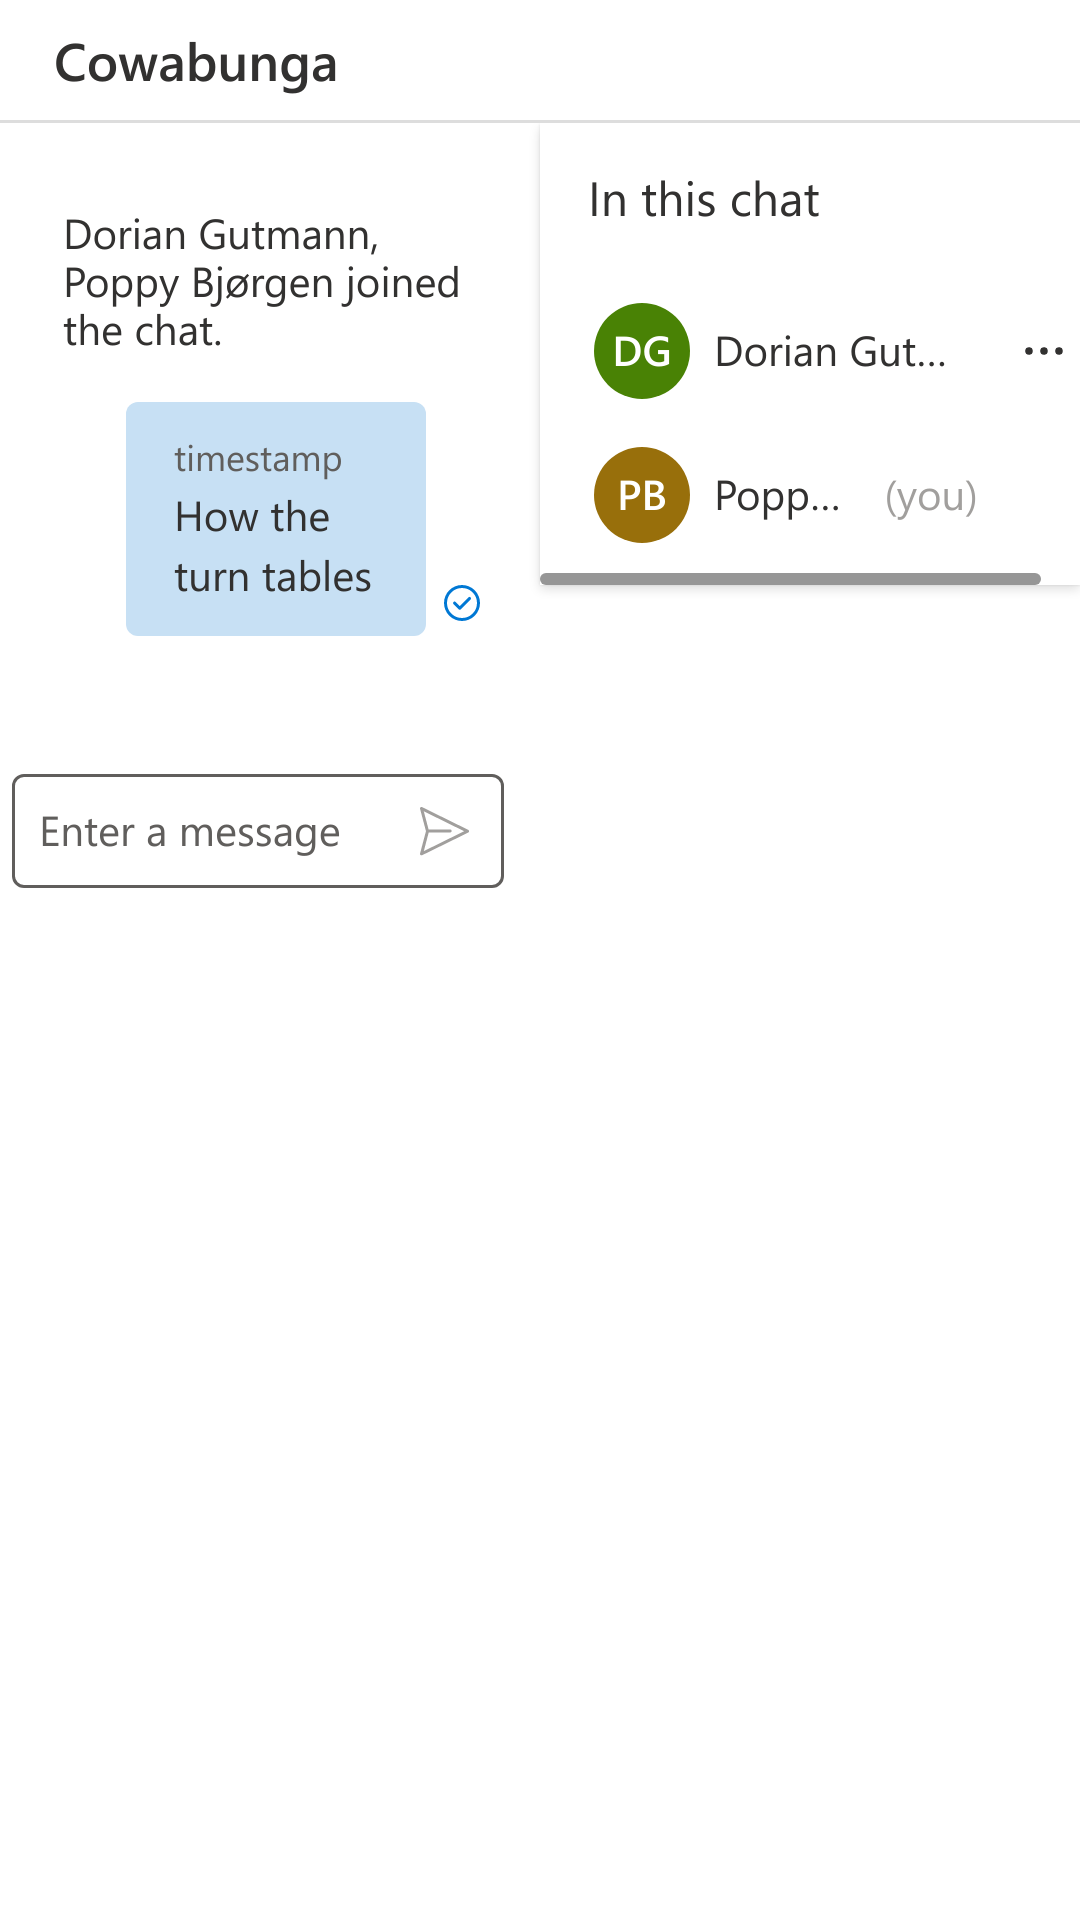 Cowabunga
Dorian Gutmann,
Poppy Bjørgen joined
the chat.
timestamp
How the
turn tables
Enter a message
In this chat
DG Dorian Gut...
PB Popp... (you)